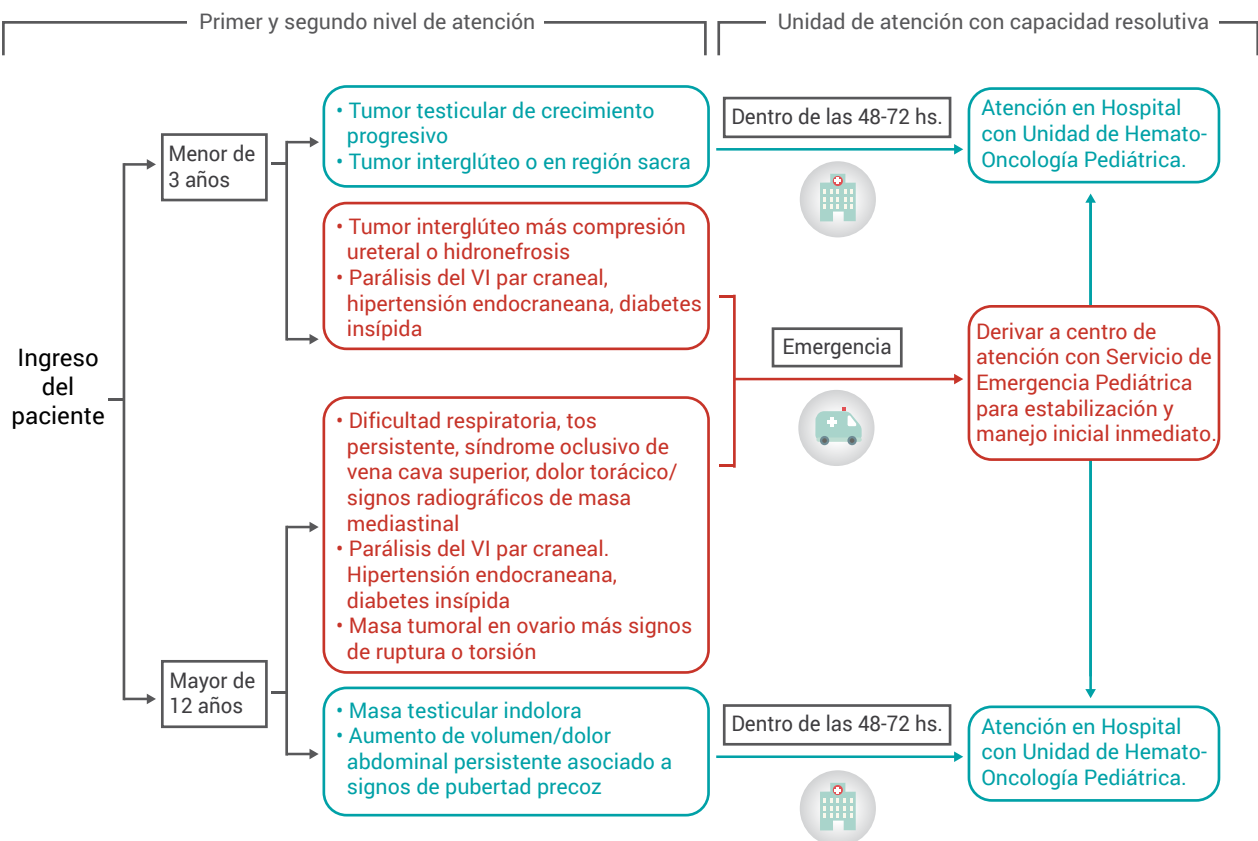 Primer y segundo nivel de atención
Unidad de atención con capacidad resolutiva
Ingreso
del
paciente
Menor de
3 años
• Tumor testicular de crecimiento
progresivo
• Tumor interglúteo o en región sacra
Dentro de las 48-72 hs.
Atención en Hospital
con Unidad de Hemato-
Oncología Pediátrica.
• Tumor interglúteo más compresión
ureteral o hidronefrosis
• Parálisis del VI par craneal,
hipertensión endocraneana, diabetes
insípida
Emergencia
Derivar a centro de
atención con Servicio de
Emergencia Pediátrica
para estabilización y
manejo inicial inmediato.
Mayor de
12 años
• Dificultad respiratoria, tos
persistente, síndrome oclusivo de
vena cava superior, dolor torácico/
signos radiográficos de masa
mediastinal
• Parálisis del VI par craneal.
Hipertensión endocraneana,
diabetes insípida
• Masa tumoral en ovario más signos
de ruptura o torsión
• Masa testicular indolora
• Aumento de volumen/dolor
abdominal persistente asociado a
signos de pubertad precoz
Dentro de las 48-72 hs.
Atención en Hospital
con Unidad de Hemato-
Oncología Pediátrica.